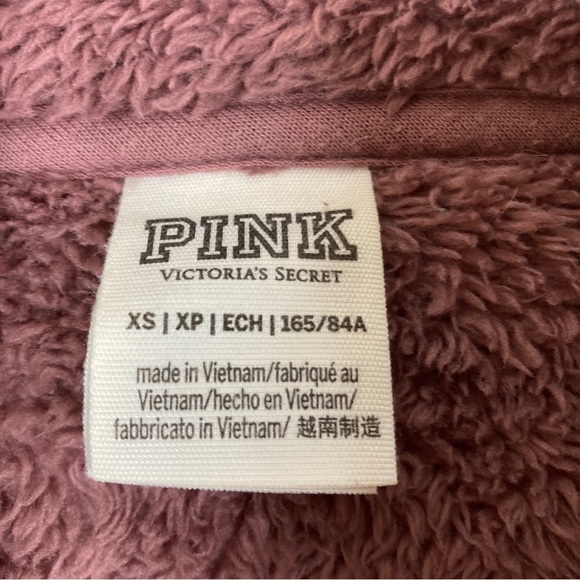 PINK
VICTORIA'S SECRET
XS | XP | ECH | 165/84A
made in Vietnam/fabriqué au
Vietnam/hecho en Vietnam/
fabbricato in Vietnam/ 越南制造